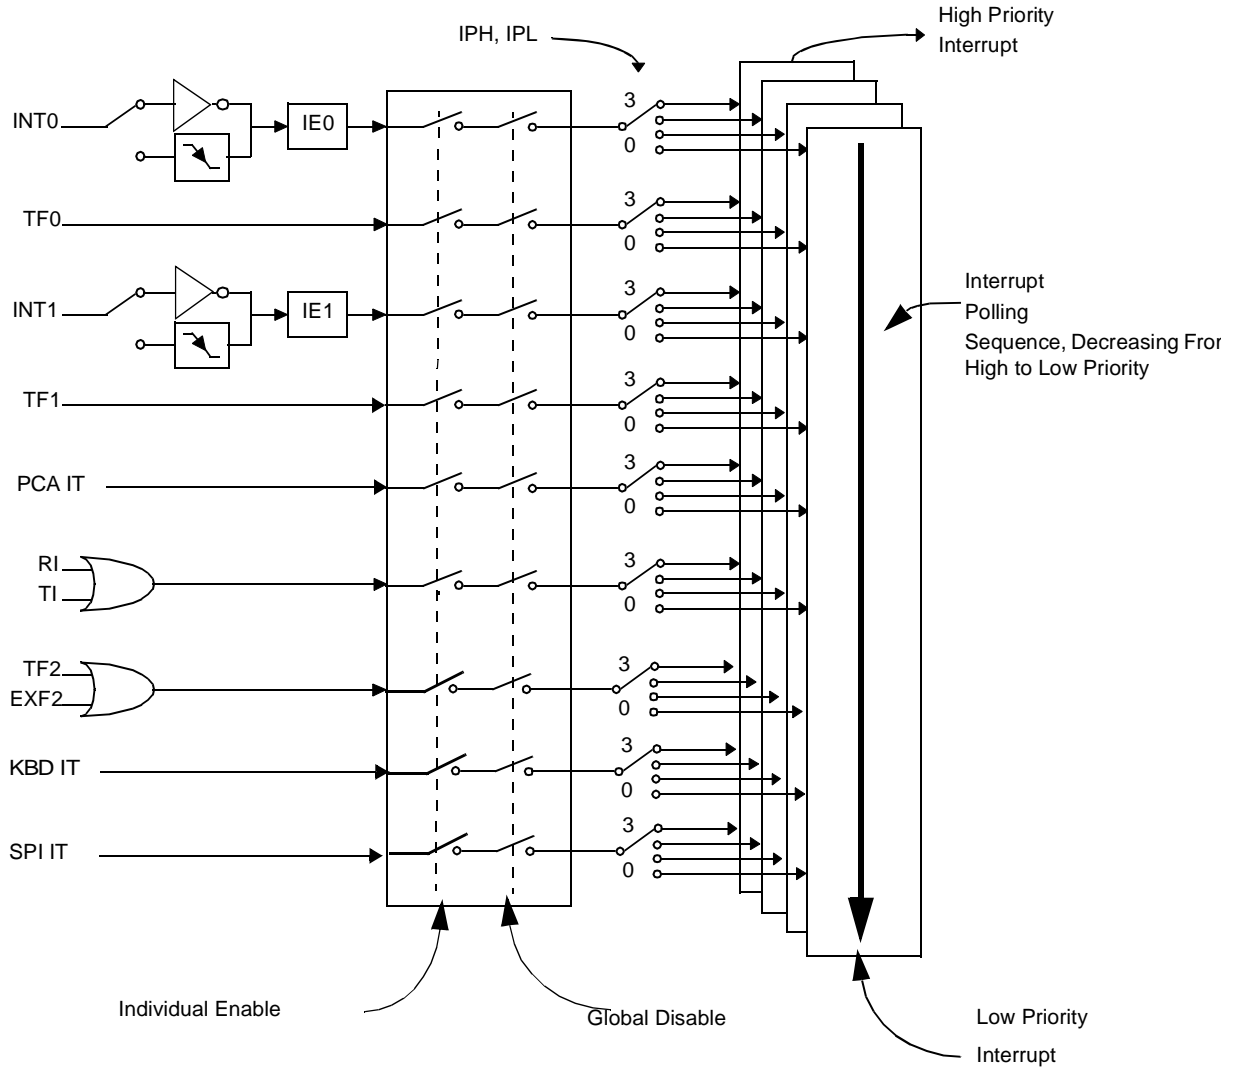 High Priority
IPH, IPL
Interrupt
3
INT0
IE0
0
3
TF0
0
Interrupt
3
INT1
IE1
Polling
0
Sequence, Decreasing Fror
High to Low Priority
3
TF1
0
3
PCA IT
0
RI
3
TI
0
TF2
3
EXF2
0
3
KBD IT
0
3
SPI IT
0
Individual Enable
Global Disable
Low Priority
Interrupt